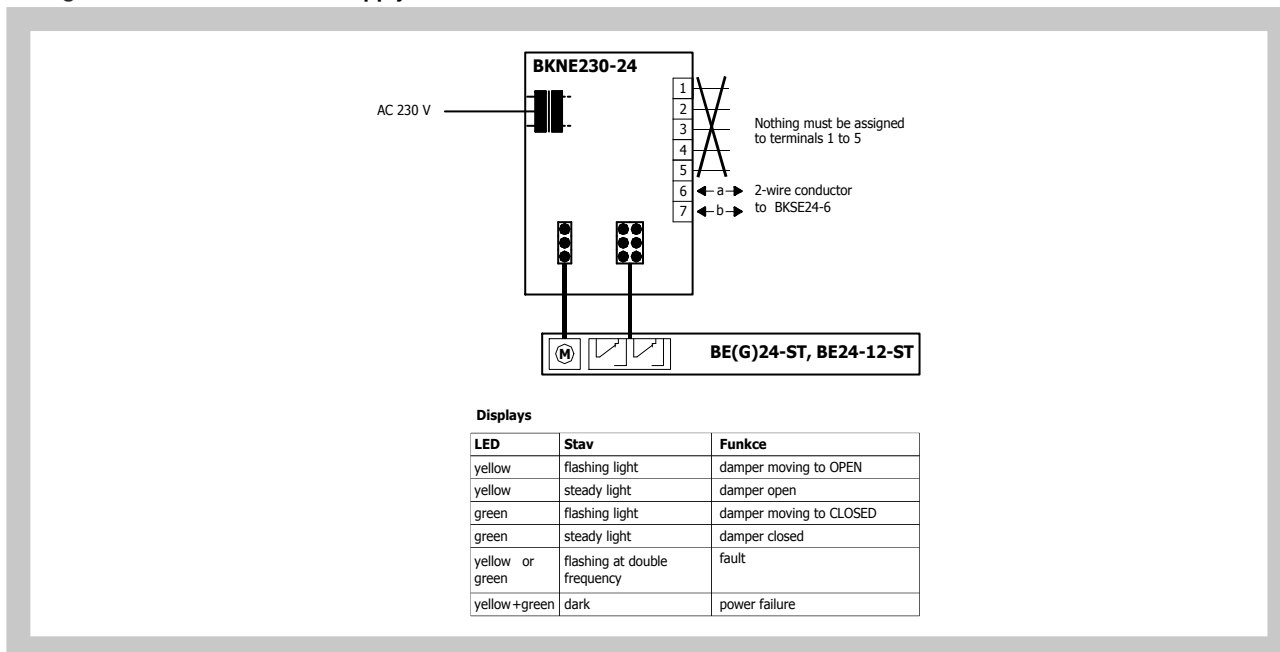 BKNE230-24
AC 230 V
1
2
3
4
5
6
7
Nothing must be assigned
to terminals 1 to 5
a
b
2-wire conductor
to BKSE24-6
M
BE(G)24-ST, BE24-12-ST
Displays
LED Stav Funkce
yellow flashing light damper moving to OPEN
yellow steady light damper open
green flashing light damper moving to CLOSED
green steady light damper closed
yellow or flashing at double fault
green frequency
yellow+green dark power failure